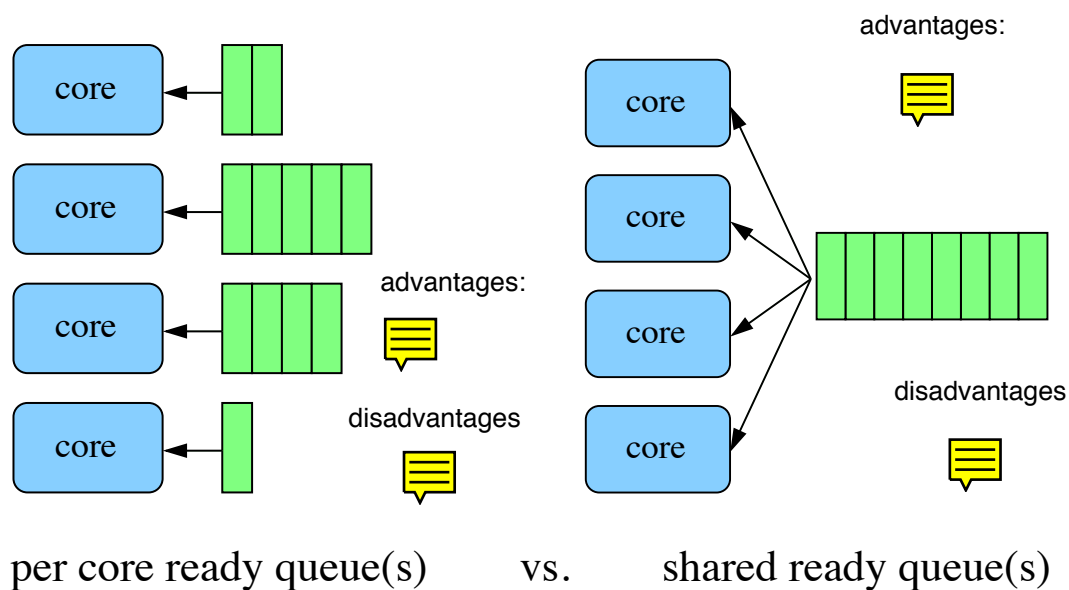 core
core
core
core
advantages:
disadvantages
per core ready queue(s)
vs.
advantages:
core
core
core
core
disadvantages
shared ready queue(s)